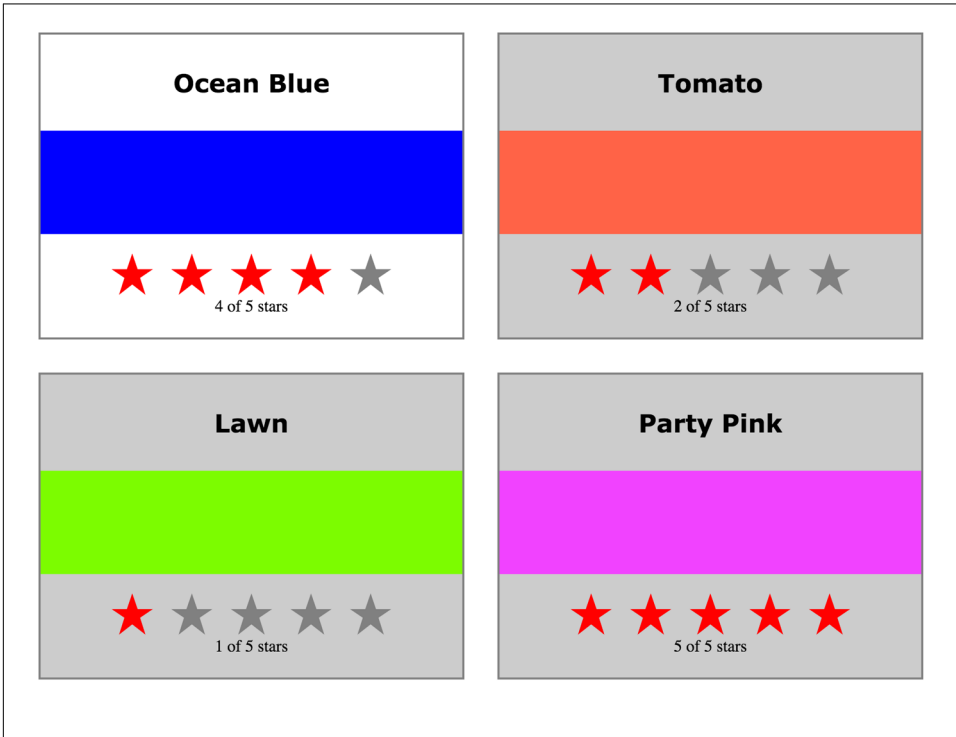 Ocean Blue
4 of 5 stars
Tomato
2 of 5 stars
Lawn
1 of 5 stars
Party Pink
5 of 5 stars